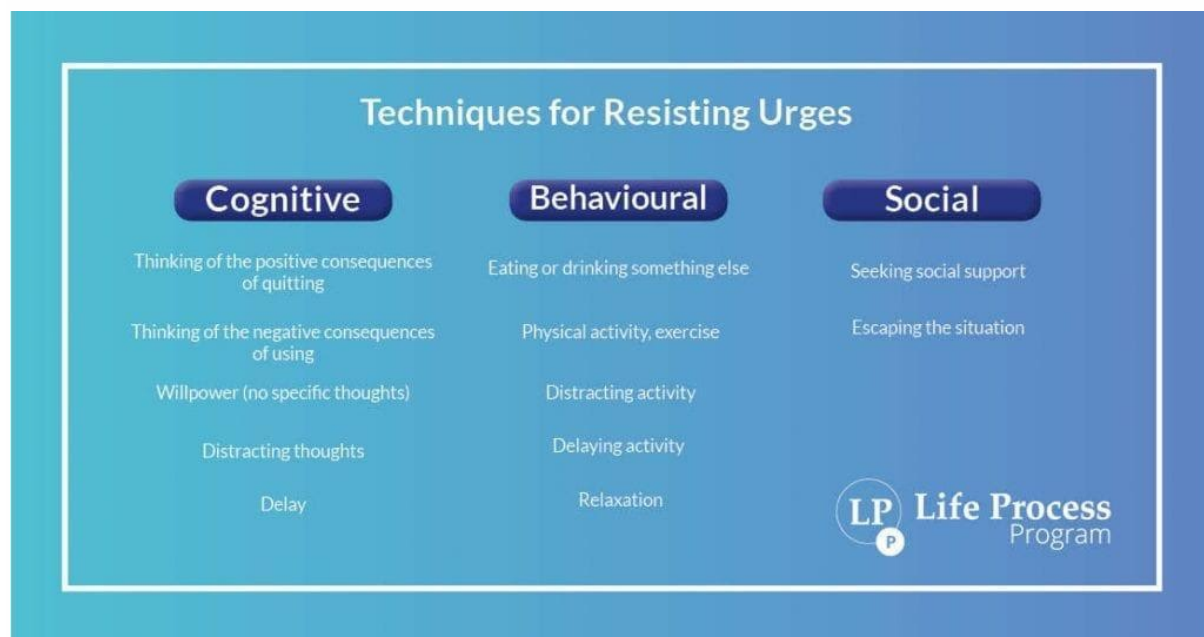 Techniques for Resisting Urges
Cognitive
Thinking of the positive consequences
of quitting
Thinking of the negative consequences
of using
Willpower (no specific thoughts)
Distracting thoughts
Delay
Behavioural
Eating or drinking something else
Physical activity, exercise
Distracting activity
Delaying activity
Relaxation
Social
Seeking social support
Escaping the situation
LP
P
Life Process
Program